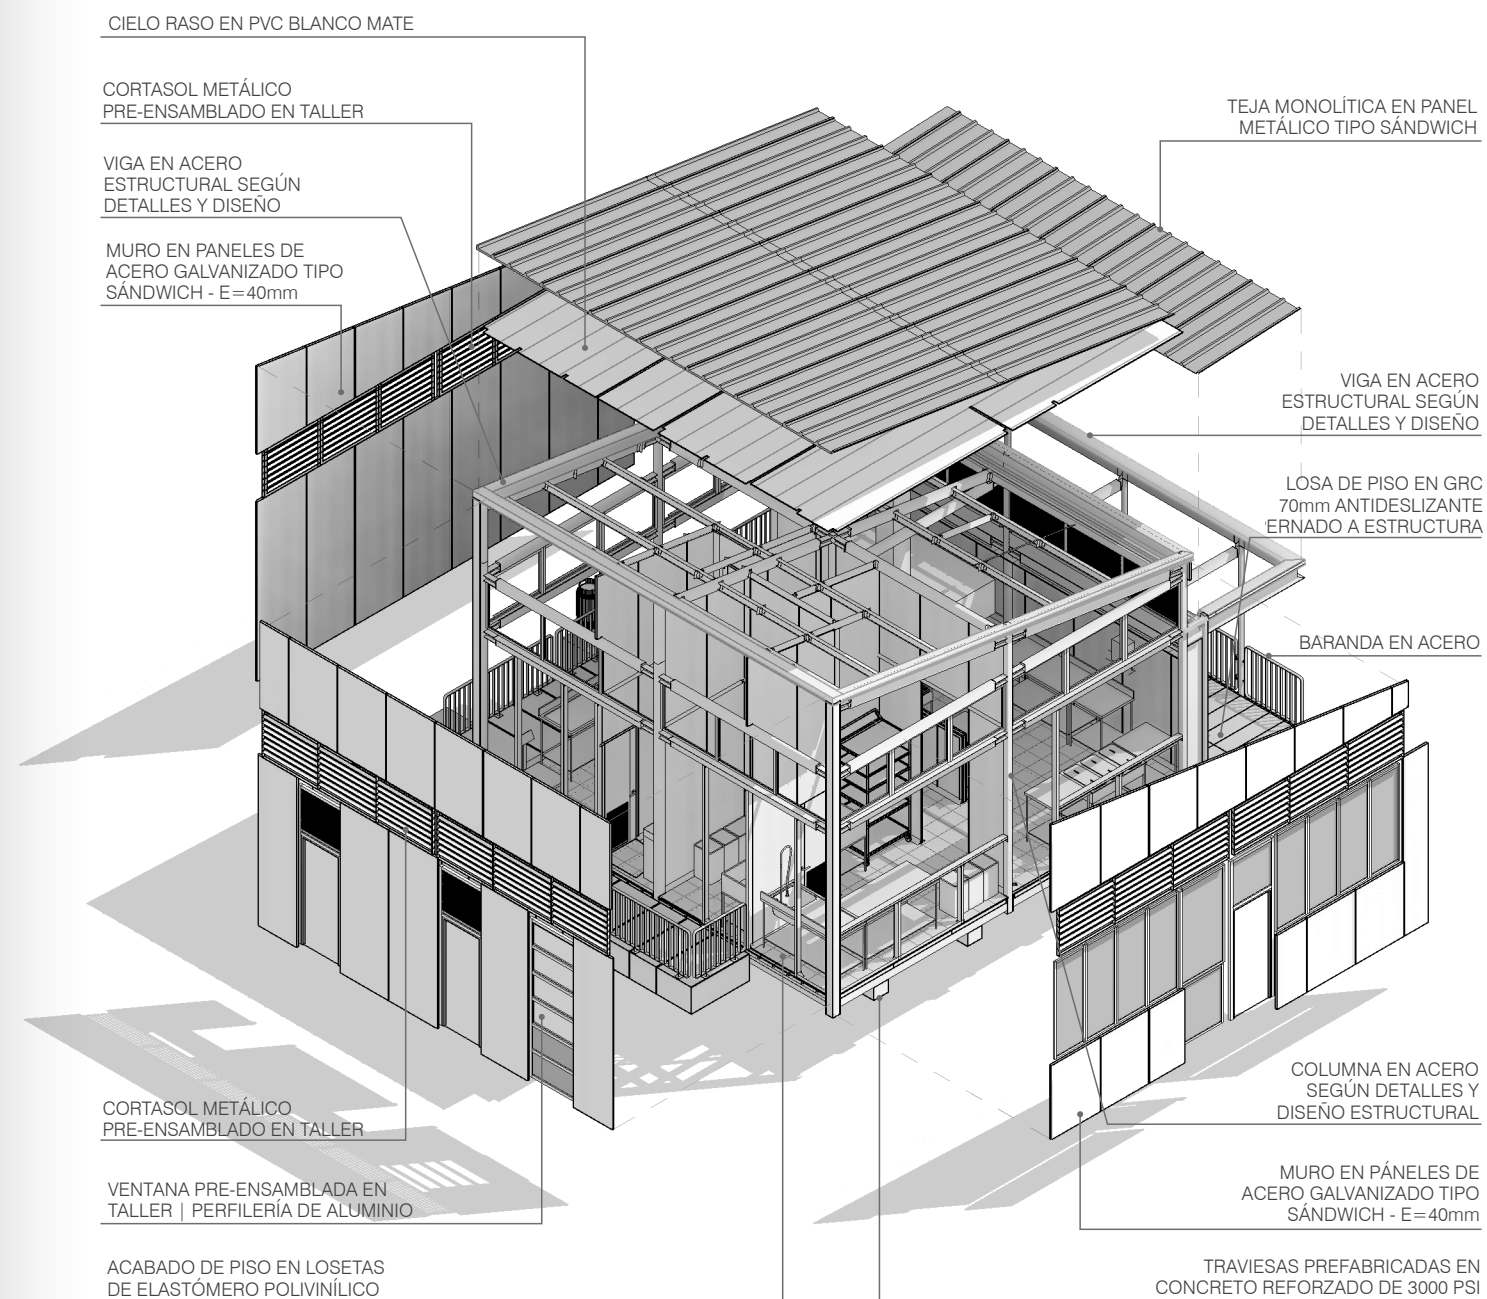 CIELO RASO EN PVC BLANCO MATE
CORTASOL METÁLICO
PRE-ENSAMBLADO EN TALLER
VIGA EN ACERO
ESTRUCTURAL SEGÚN
DETALLES Y DISEÑO
MURO EN PANELES DE
ACERO GALVANIZADO TIPO
SÁNDWICH - E=40mm
CORTASOL METÁLICO
PRE-ENSAMBLADO EN TALLER
VENTANA PRE-ENSAMBLADA EN
TALLER | PERFILERÍA DE ALUMINIO
ACABADO DE PISO EN LOSETAS
DE ELASTÓMERO POLIVINÍLICO
TEJA MONOLÍTICA EN PANEL
METÁLICO TIPO SÁNDWICH
VIGA EN ACERO
ESTRUCTURAL SEGÚN
DETALLES Y DISEÑO
LOSA DE PISO EN GRC
70mm ANTIDESLIZANTE
ERNADO A ESTRUCTURA
BARANDA EN ACERO
COLUMNA EN ACERO
SEGÚN DETALLES Y
DISEÑO ESTRUCTURAL
MURO EN PÁNELES DE
ACERO GALVANIZADO TIPO
SÁNDWICH - E=40mm
TRAVIESAS PREFABRICADAS EN
CONCRETO REFORZADO DE 3000 PSI